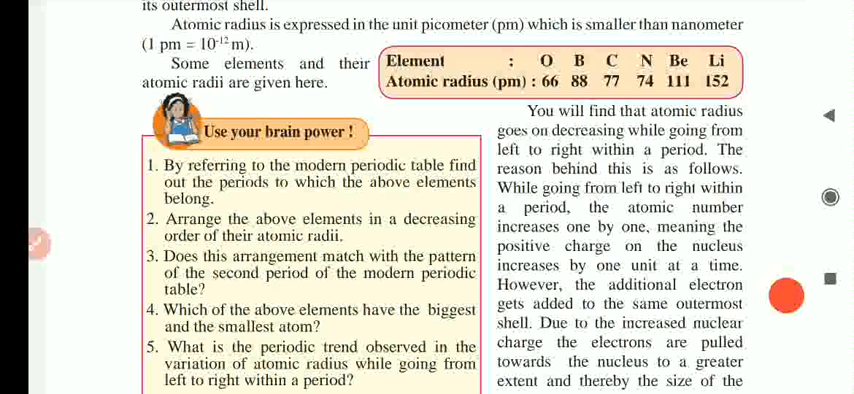 its outermost shell.
Atomic radius is expressed in the unit picometer (pm) which is smaller than nanometer
(1 pm = 10⁻¹² m).
Some elements and their
atomic radii are given here.
Element : O B C N Be Li
Atomic radius (pm) : 66 88 77 74 111 152
Use your brain power !
1. By referring to the modern periodic table find
out the periods to which the above elements
belong.
2. Arrange the above elements in a decreasing
order of their atomic radii.
3. Does this arrangement match with the pattern
of the second period of the modern periodic
table?
4. Which of the above elements have the biggest
and the smallest atom?
5. What is the periodic trend observed in the
variation of atomic radius while going from
left to right within a period?
You will find that atomic radius
goes on decreasing while going from
left to right within a period. The
reason behind this is as follows.
While going from left to right within
a period, the atomic number
increases one by one, meaning the
positive charge on the nucleus
increases by one unit at a time.
However, the additional electron
gets added to the same outermost
shell. Due to the increased nuclear
charge the electrons are pulled
towards the nucleus to a greater
extent and thereby the size of the